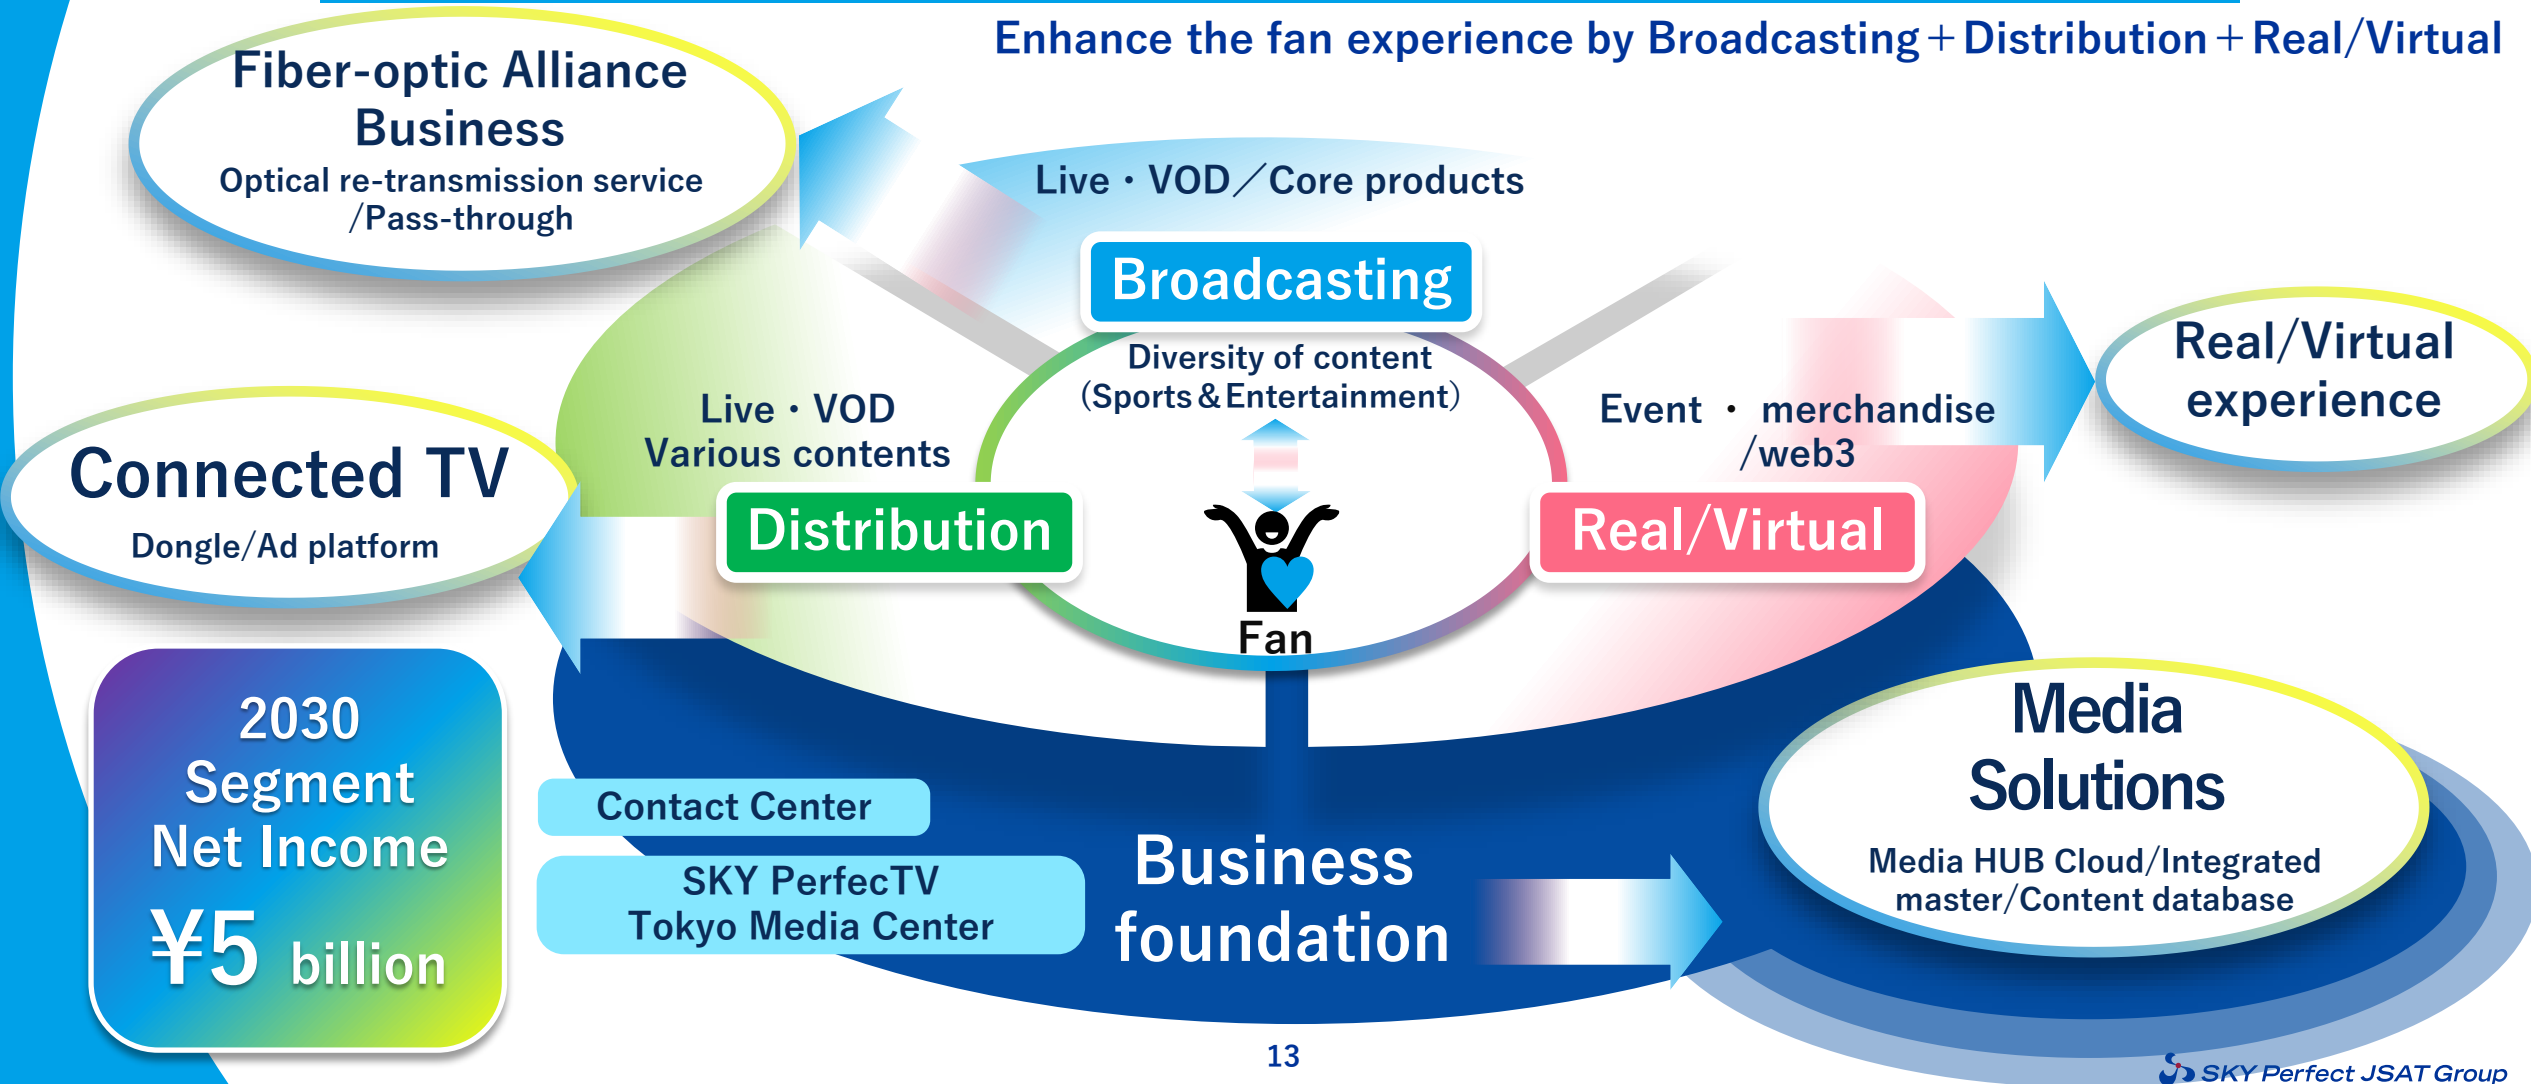 Enhance the fan experience by Broadcasting＋Distribution＋Real/Virtual
Fiber-optic Alliance
Business
Optical re-transmission service
/Pass-through
Live・VOD／Core products
Broadcasting
Diversity of content
(Sports＆Entertainment)
Fan
Live・VOD
Various contents
Distribution
Event ・ merchandise
/web3
Real/Virtual
Real/Virtual
experience
Connected TV
Dongle/Ad platform
2030
Segment
Net Income
¥5 billion
Contact Center
SKY PerfecTV
Tokyo Media Center
Business
foundation
Media
Solutions
Media HUB Cloud/Integrated
master/Content database
13
SKY Perfect JSAT Group